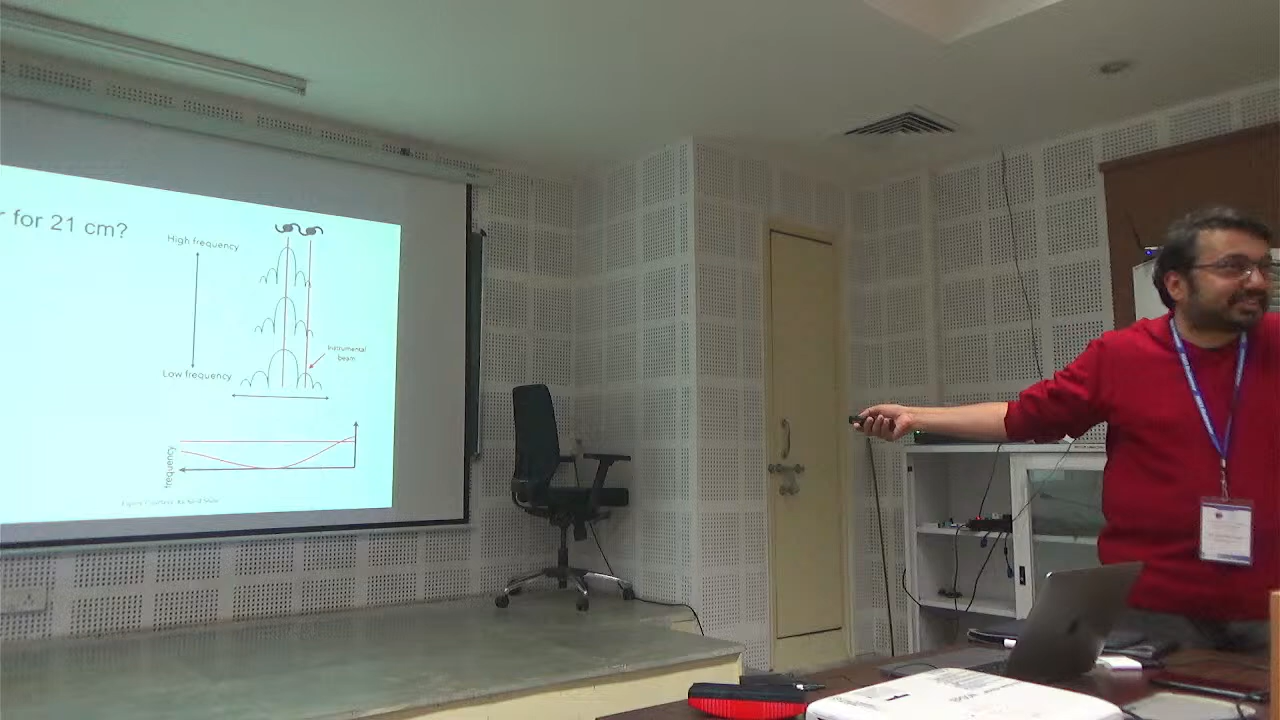 for 21 cm?
High frequency
Instrumental
beam
Low frequency
frequency